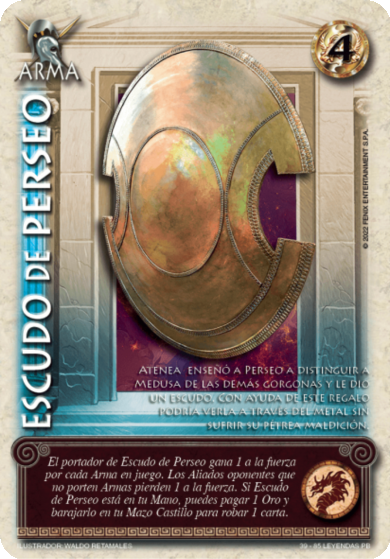 ARMA
4
ESCUDO DE PERSEO
© 2022 FENIX ENTERTAINMENT S.P.A.
ATENEA ENSEÑÓ A PERSEO A DISTINGUIR A
MEDUSA DE LAS DEMÁS GORGONAS Y LE DIO
UN ESCUDO. CON AYUDA DE ESTE REGALO
PODRÍA VERLA A TRAVÉS DEL METAL SIN
SUFRIR SU PÉTREA MALDICIÓN.
El portador de Escudo de Perseo gana 1 a la fuerza
por cada Arma en juego. Los Aliados oponentes que
no porten Armas pierden 1 a la fuerza. Si Escudo
de Perseo está en tu Mano, puedes pagar 1 Oro y
barajarlo en tu Mazo Castillo para robar 1 carta.
ILUSTRADOR: WALDO RETAMALES 39 - 85 LEYENDAS P.B.